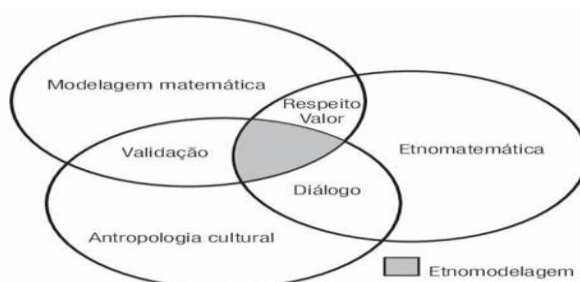 Modelagem matemática
Respeito
Valor
Validação
Etnomatemática
Diálogo
Antropologia cultural
Etnomodelagem